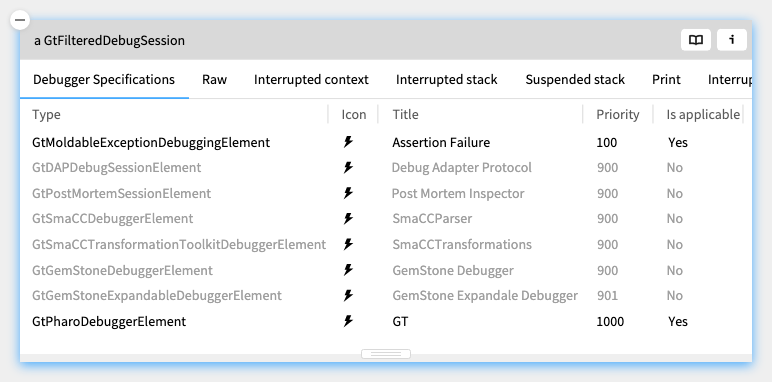 a GtFilteredDebugSession
Debugger Specifications Raw Interrupted context Interrupted stack Suspended stack Print Interrup
Type Icon Title Priority Is applicable
GtMoldableExceptionDebuggingElement Assertion Failure 100 Yes
GtDAPDebugSessionElement Debug Adapter Protocol 900 No
GtPostMortemSessionElement Post Mortem Inspector 900 No
GtSmaCCDebuggerElement SmaCCParser 900 No
GtSmaCCTransformationToolkitDebuggerElement SmaCCTransformations 900 No
GtGemStoneDebuggerElement GemStone Debugger 900 No
GtGemStoneExpandableDebuggerElement GemStone Expandale Debugger 901 No
GtPharoDebuggerElement GT 1000 Yes